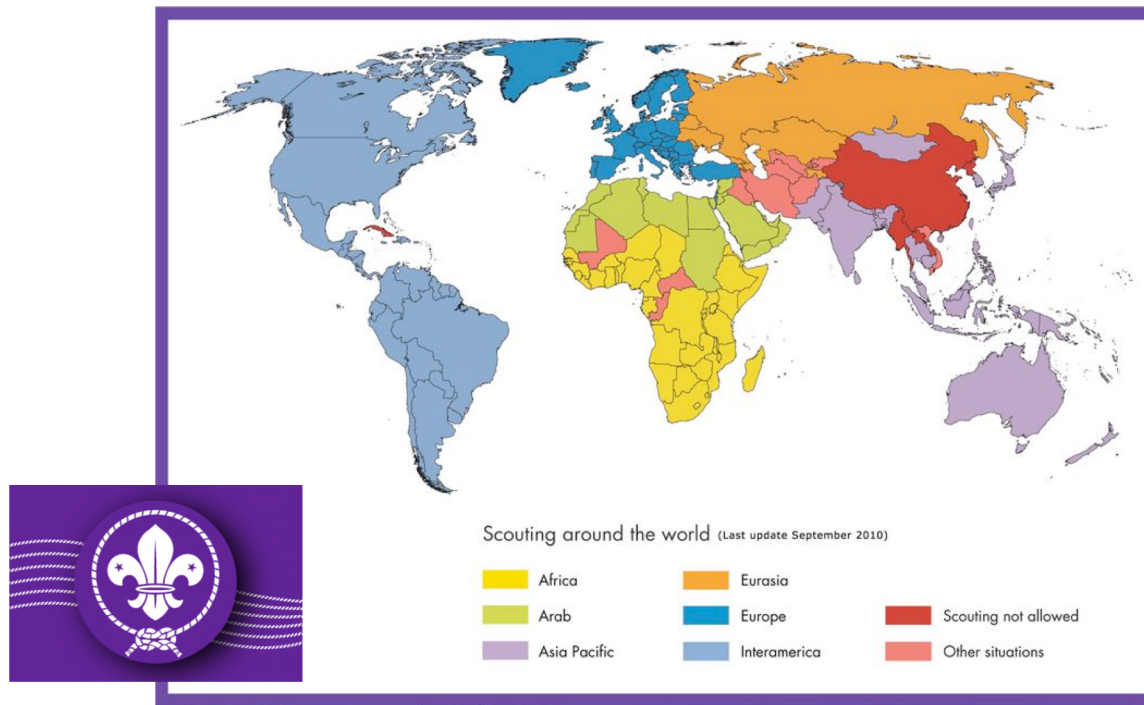 Scouting around the world (Last update September 2010)
Africa
Arab
Asia Pacific
Eurasia
Europe
Interamerica
Scouting not allowed
Other situations